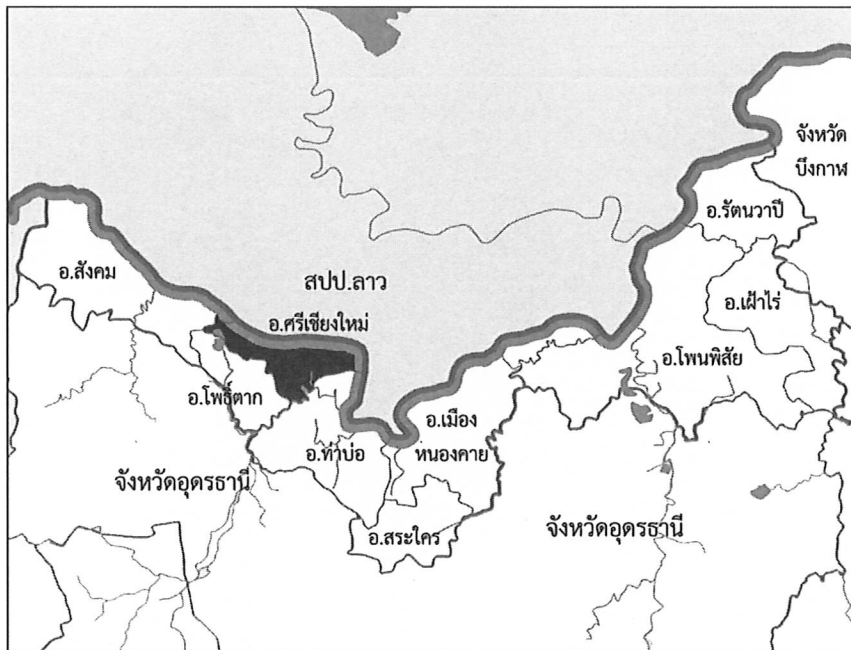 จังหวัด
บึงกาฬ
อ.รัตนวาปี
อ.สังคม
สปป.ลาว
อ.เฝ้าไร่
อ.ศรีเชียงใหม่
อ.โพนพิสัย
อ.โพธิ์ตาก
อ.เมือง
หนองคาย
อ.ท่าบ่อ
จังหวัดอุดรธานี
จังหวัดอุดรธานี
อ.สระใคร